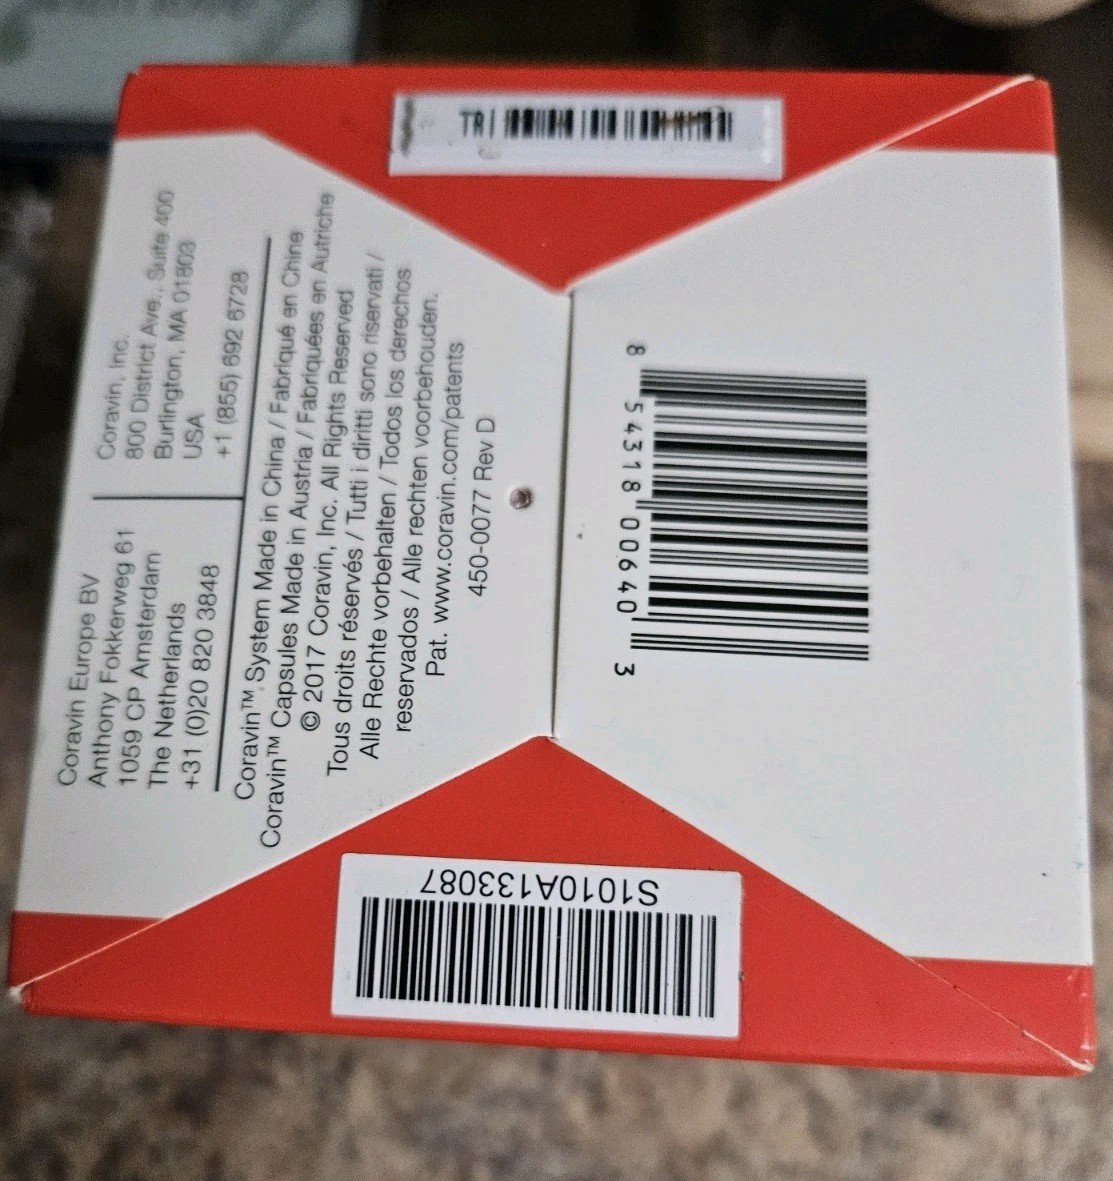 Coravin Europe BV
Anthony Fokkerweg 61
1059 CP Amsterdam
The Netherlands
+31 (0)20 820 3848
Coravin, Inc.
800 District Ave., Suite 400
Burlington, MA 01803
USA
+1 (855) 692 6728
Coravin™ System Made in China / Fabriqué en Chine
Coravin™ Capsules Made in Austria / Fabriquées en Autriche
© 2017 Coravin, Inc. All Rights Reserved
Tous droits réservés / Tutti i diritti sono riservati /
Alle Rechte vorbehalten / Todos los derechos
reservados / Alle rechten voorbehouden.
Pat. www.coravin.com/patents
450-0077 Rev D
8 54318 00640 3
TRI
S1010A133087